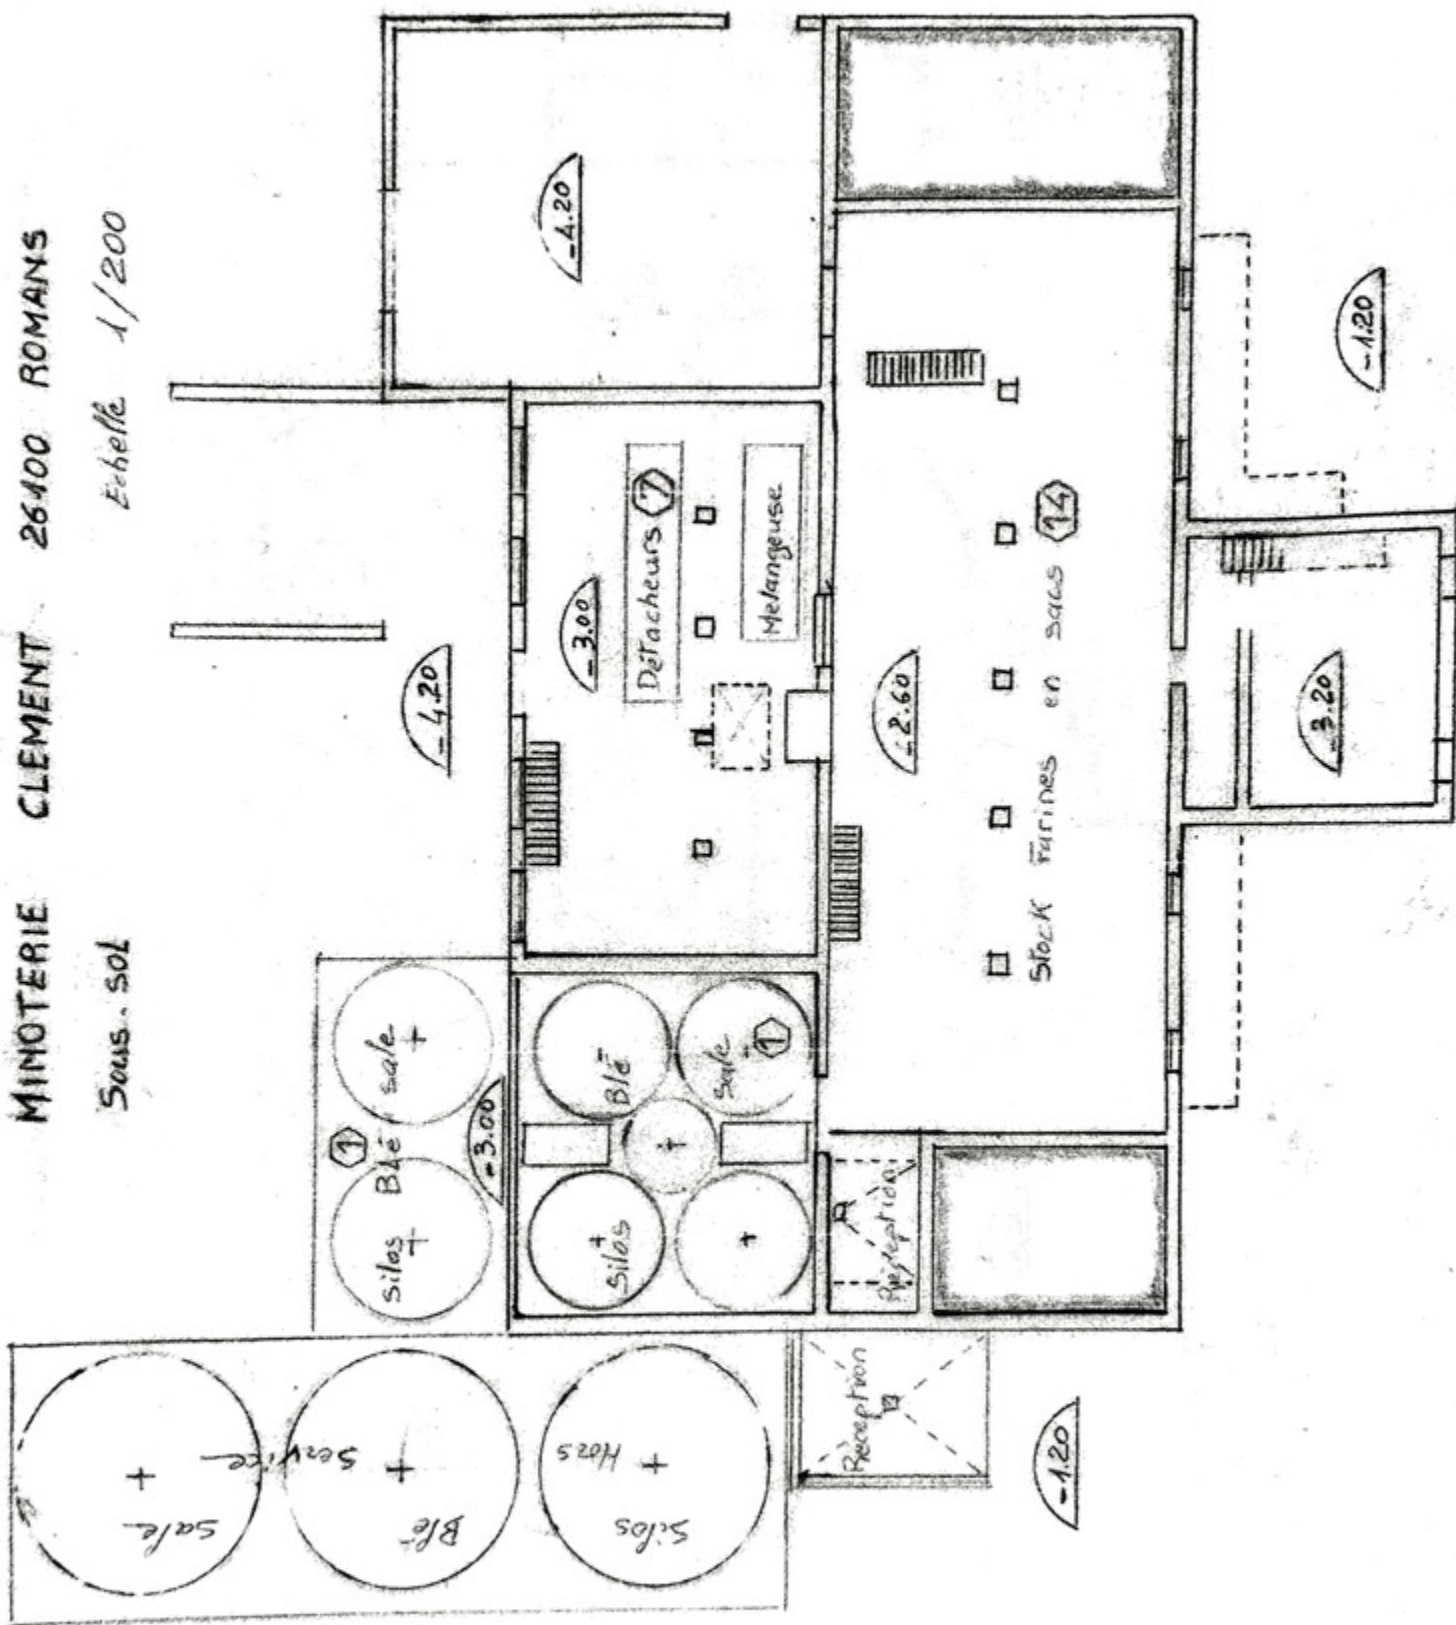 MINOTERIE CLEMENT 26100 ROMANS
Sous.sol
Echelle 1/200
-4.20
-4.20
-3.00
Détacheurs 7
Melangeuse
-2.60
Stock Farines en sacs 14
-3.20
-1.20
1
silos Blé sale
-3.00
Silos Blé
Sale
1
Réception
Réception
-1.20
Silos Hors
Blé Service
sale